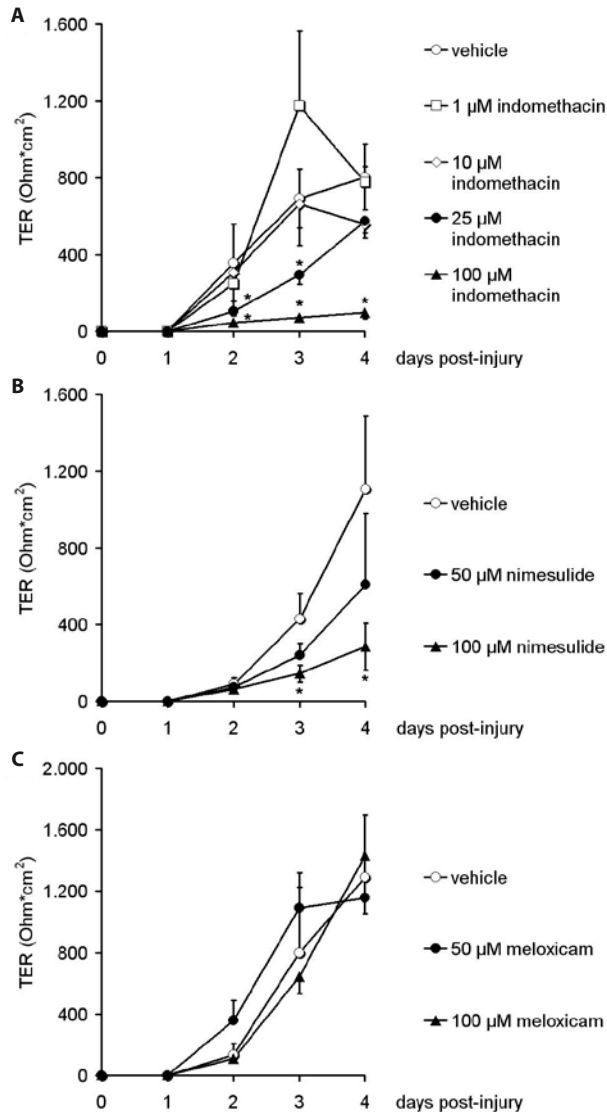 A
1.600
1.200
800
400
0
TER (Ohm*cm²)
0 1 2 3 4 days post-injury
* * * * *
vehicle
1 µM indomethacin
10 µM
indomethacin
25 µM
indomethacin
100 µM
indomethacin
B
1.600
1.200
800
400
0
TER (Ohm*cm²)
0 1 2 3 4 days post-injury
* *
vehicle
50 µM nimesulide
100 µM nimesulide
C
2.000
1.600
1.200
800
400
0
TER (Ohm*cm²)
0 1 2 3 4 days post-injury
vehicle
50 µM meloxicam
100 µM meloxicam